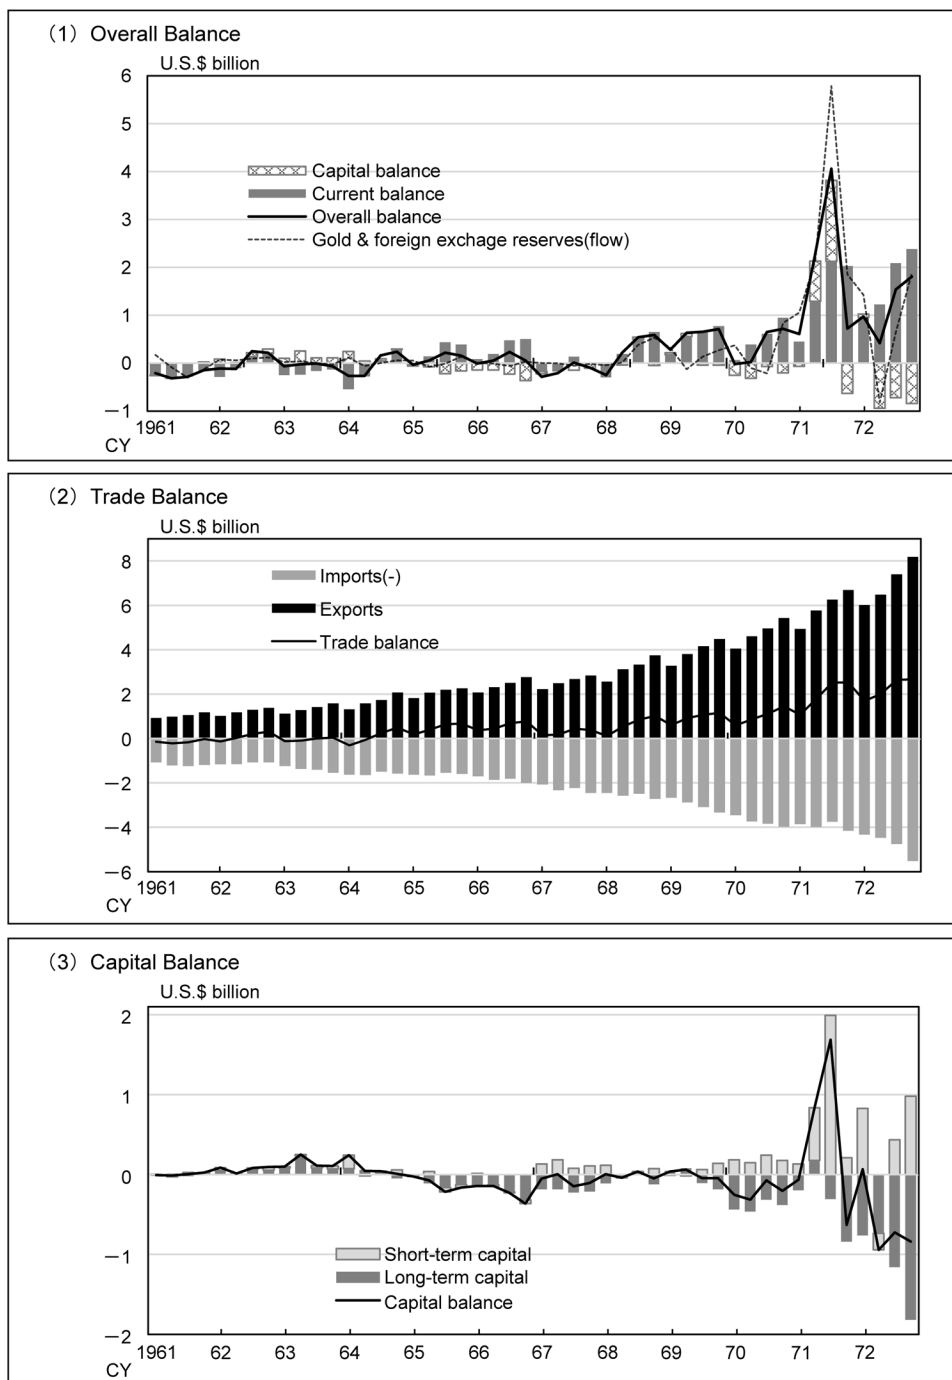 （1）Overall Balance
U.S.$ billion
6
5
4
3
2
1
0
－1
Capital balance
Current balance
Overall balance
Gold & foreign exchage reserves(flow)
1961 62 63 64 65 66 67 68 69 70 71 72
CY
（2）Trade Balance
U.S.$ billion
8
6
4
2
0
－2
－4
－6
Imports(-)
Exports
Trade balance
1961 62 63 64 65 66 67 68 69 70 71 72
CY
（3）Capital Balance
U.S.$ billion
2
1
0
－1
－2
Short-term capital
Long-term capital
Capital balance
1961 62 63 64 65 66 67 68 69 70 71 72
CY